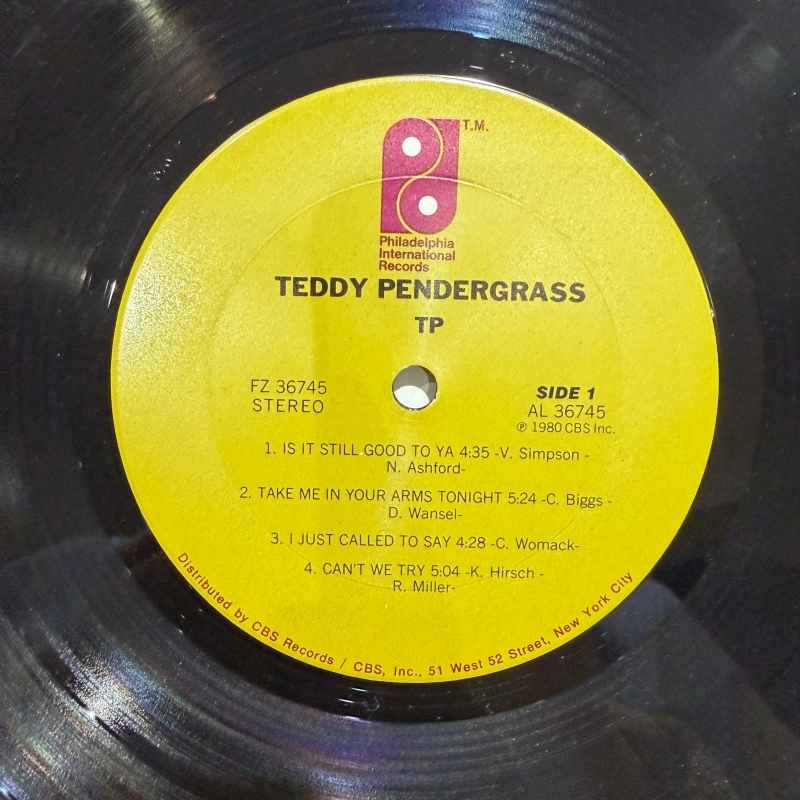 T.M.
Philadelphia
International
Records
TEDDY PENDERGRASS
TP
FZ 36745
STEREO
SIDE 1
AL 36745
℗ 1980 CBS Inc.
1. IS IT STILL GOOD TO YA 4:35 -V. Simpson -
N. Ashford-
2. TAKE ME IN YOUR ARMS TONIGHT 5:24 -C. Biggs -
D. Wansel-
3. I JUST CALLED TO SAY 4:28 -C. Womack-
4. CAN'T WE TRY 5:04 -K. Hirsch -
R. Miller-
Distributed by CBS Records / CBS, Inc., 51 West 52 Street, New York City